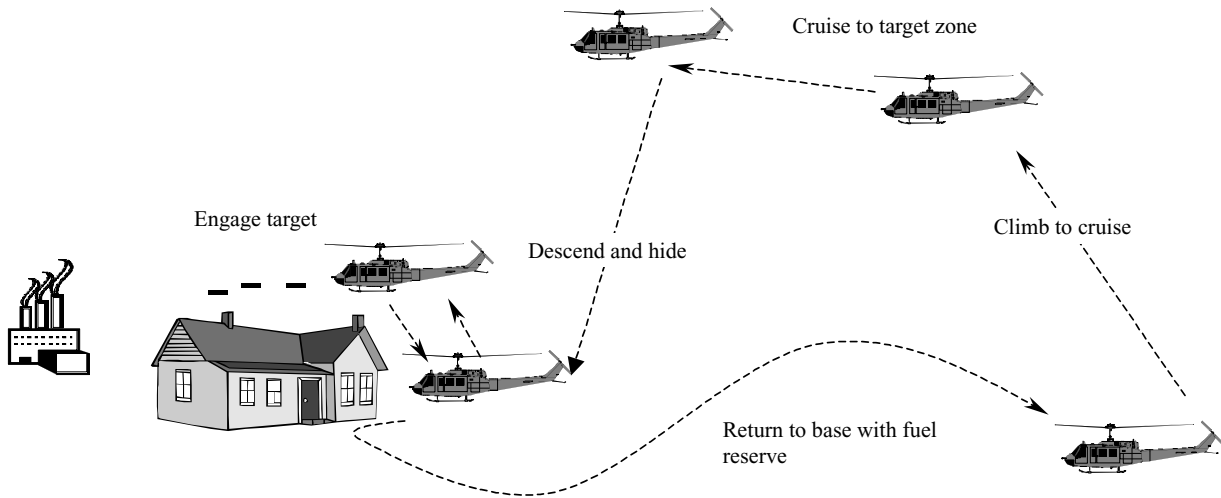 Cruise to target zone
Engage target
Descend and hide
Climb to cruise
Return to base with fuel
reserve